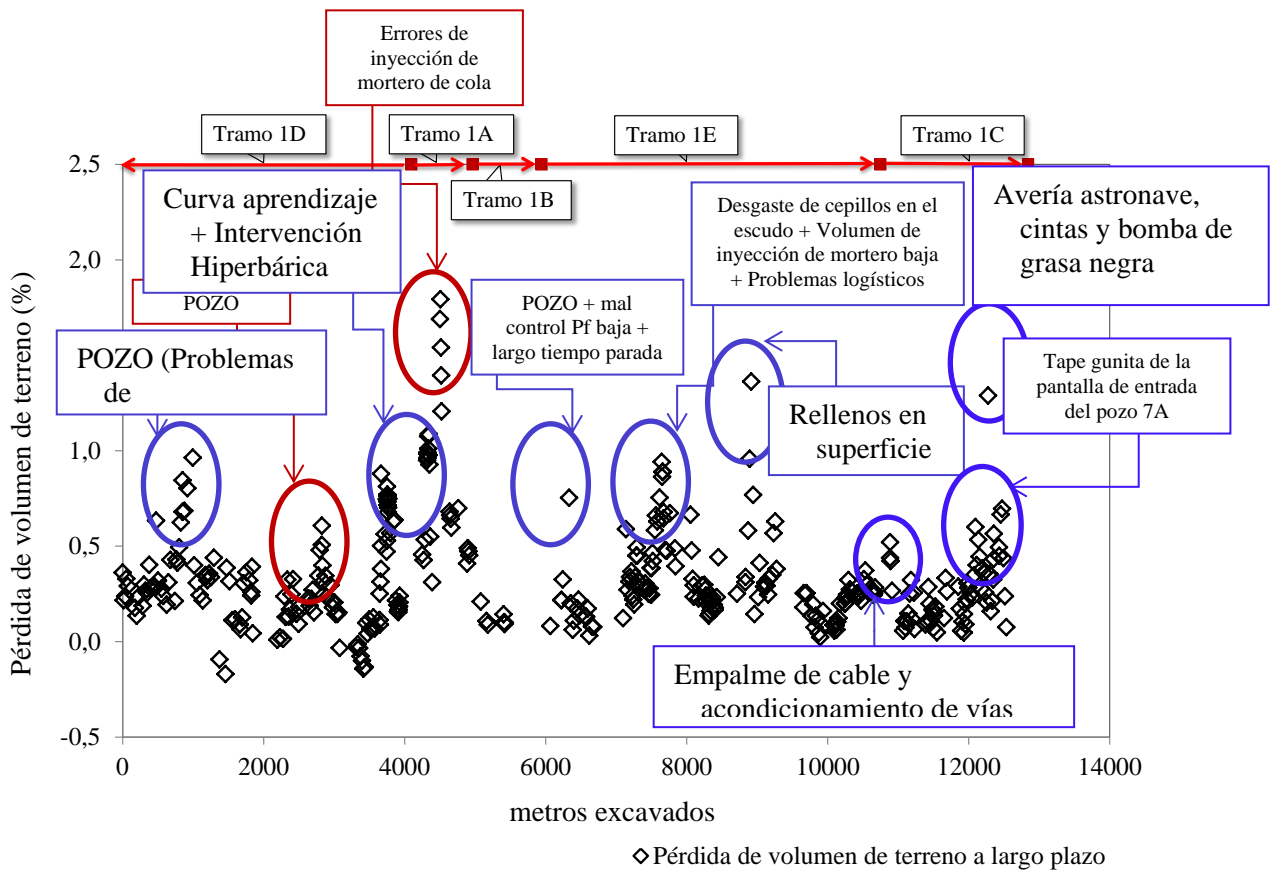 Errores de
inyección de
mortero de cola
Tramo 1D
Tramo 1A
Tramo 1E
Tramo 1C
Tramo 1B
Curva aprendizaje
+ Intervención
Hiperbárica
Desgaste de cepillos en el
escudo + Volumen de
inyección de mortero baja
+ Problemas logísticos
Avería astronave,
cintas y bomba de
grasa negra
POZO
POZO + mal
control Pf baja +
largo tiempo parada
POZO (Problemas
de
Tape gunita de la
pantalla de entrada
del pozo 7A
Rellenos en
superficie
Empalme de cable y
acondicionamiento de vías
Pérdida de volumen de terreno (%)
2,5
2,0
1,0
0,5
0,0
-0,5
0 2000 4000 6000 8000 10000 12000 14000
metros excavados
Pérdida de volumen de terreno a largo plazo